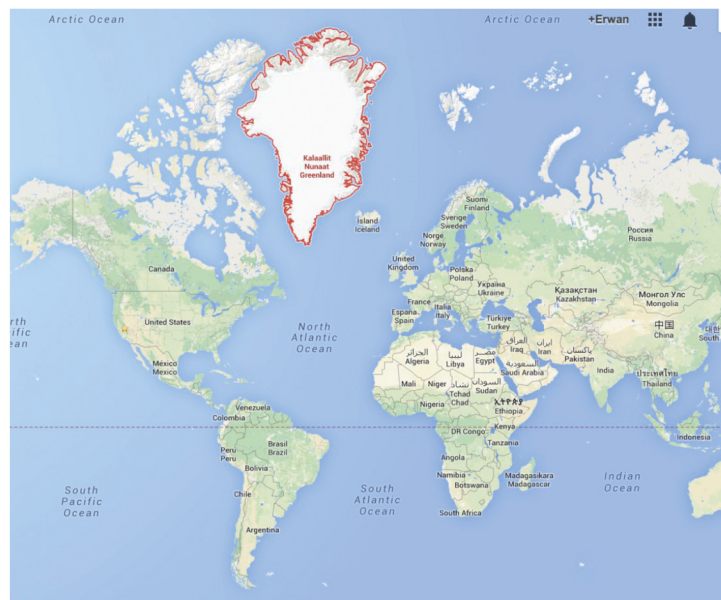 Arctic Ocean
Arctic Ocean
+Erwan
Kalaallit
Nunaat
Greenland
Ísland
Iceland
Suomi
Finland
Sverige
Sweden
Norge
Norway
Россия
Russia
Canada
United
Kingdom
Polska
Poland
Україна
Ukraine
Қазақстан
Kazakhstan
Монгол Улс
Mongolia
France
Italia
Italy
España
Spain
Türkiye
Turkey
United States
North
Atlantic
Ocean
中国
China
대한
South
العراق
Iraq
ایران
Iran
پاکستان
Pakistan
الجزائر
Algeria
ليبيا
Libya
مصر
Egypt
السعودية
Saudi Arabia
India
México
Mexico
ประเทศไทย
Thailand
Mali
Niger
تشاد
Tchad
Chad
السودان
Sudan
Nigeria
ኢትዮጵያ
Ethiopia
Venezuela
Colombia
DR Congo
Kenya
Indonesia
Tanzania
Brasil
Brazil
Perú
Peru
Bolivia
Angola
Namibia
Botswana
Madagasikara
Madagascar
South
Pacific
Ocean
South
Atlantic
Ocean
Indian
Ocean
Chile
South Africa
Argentina